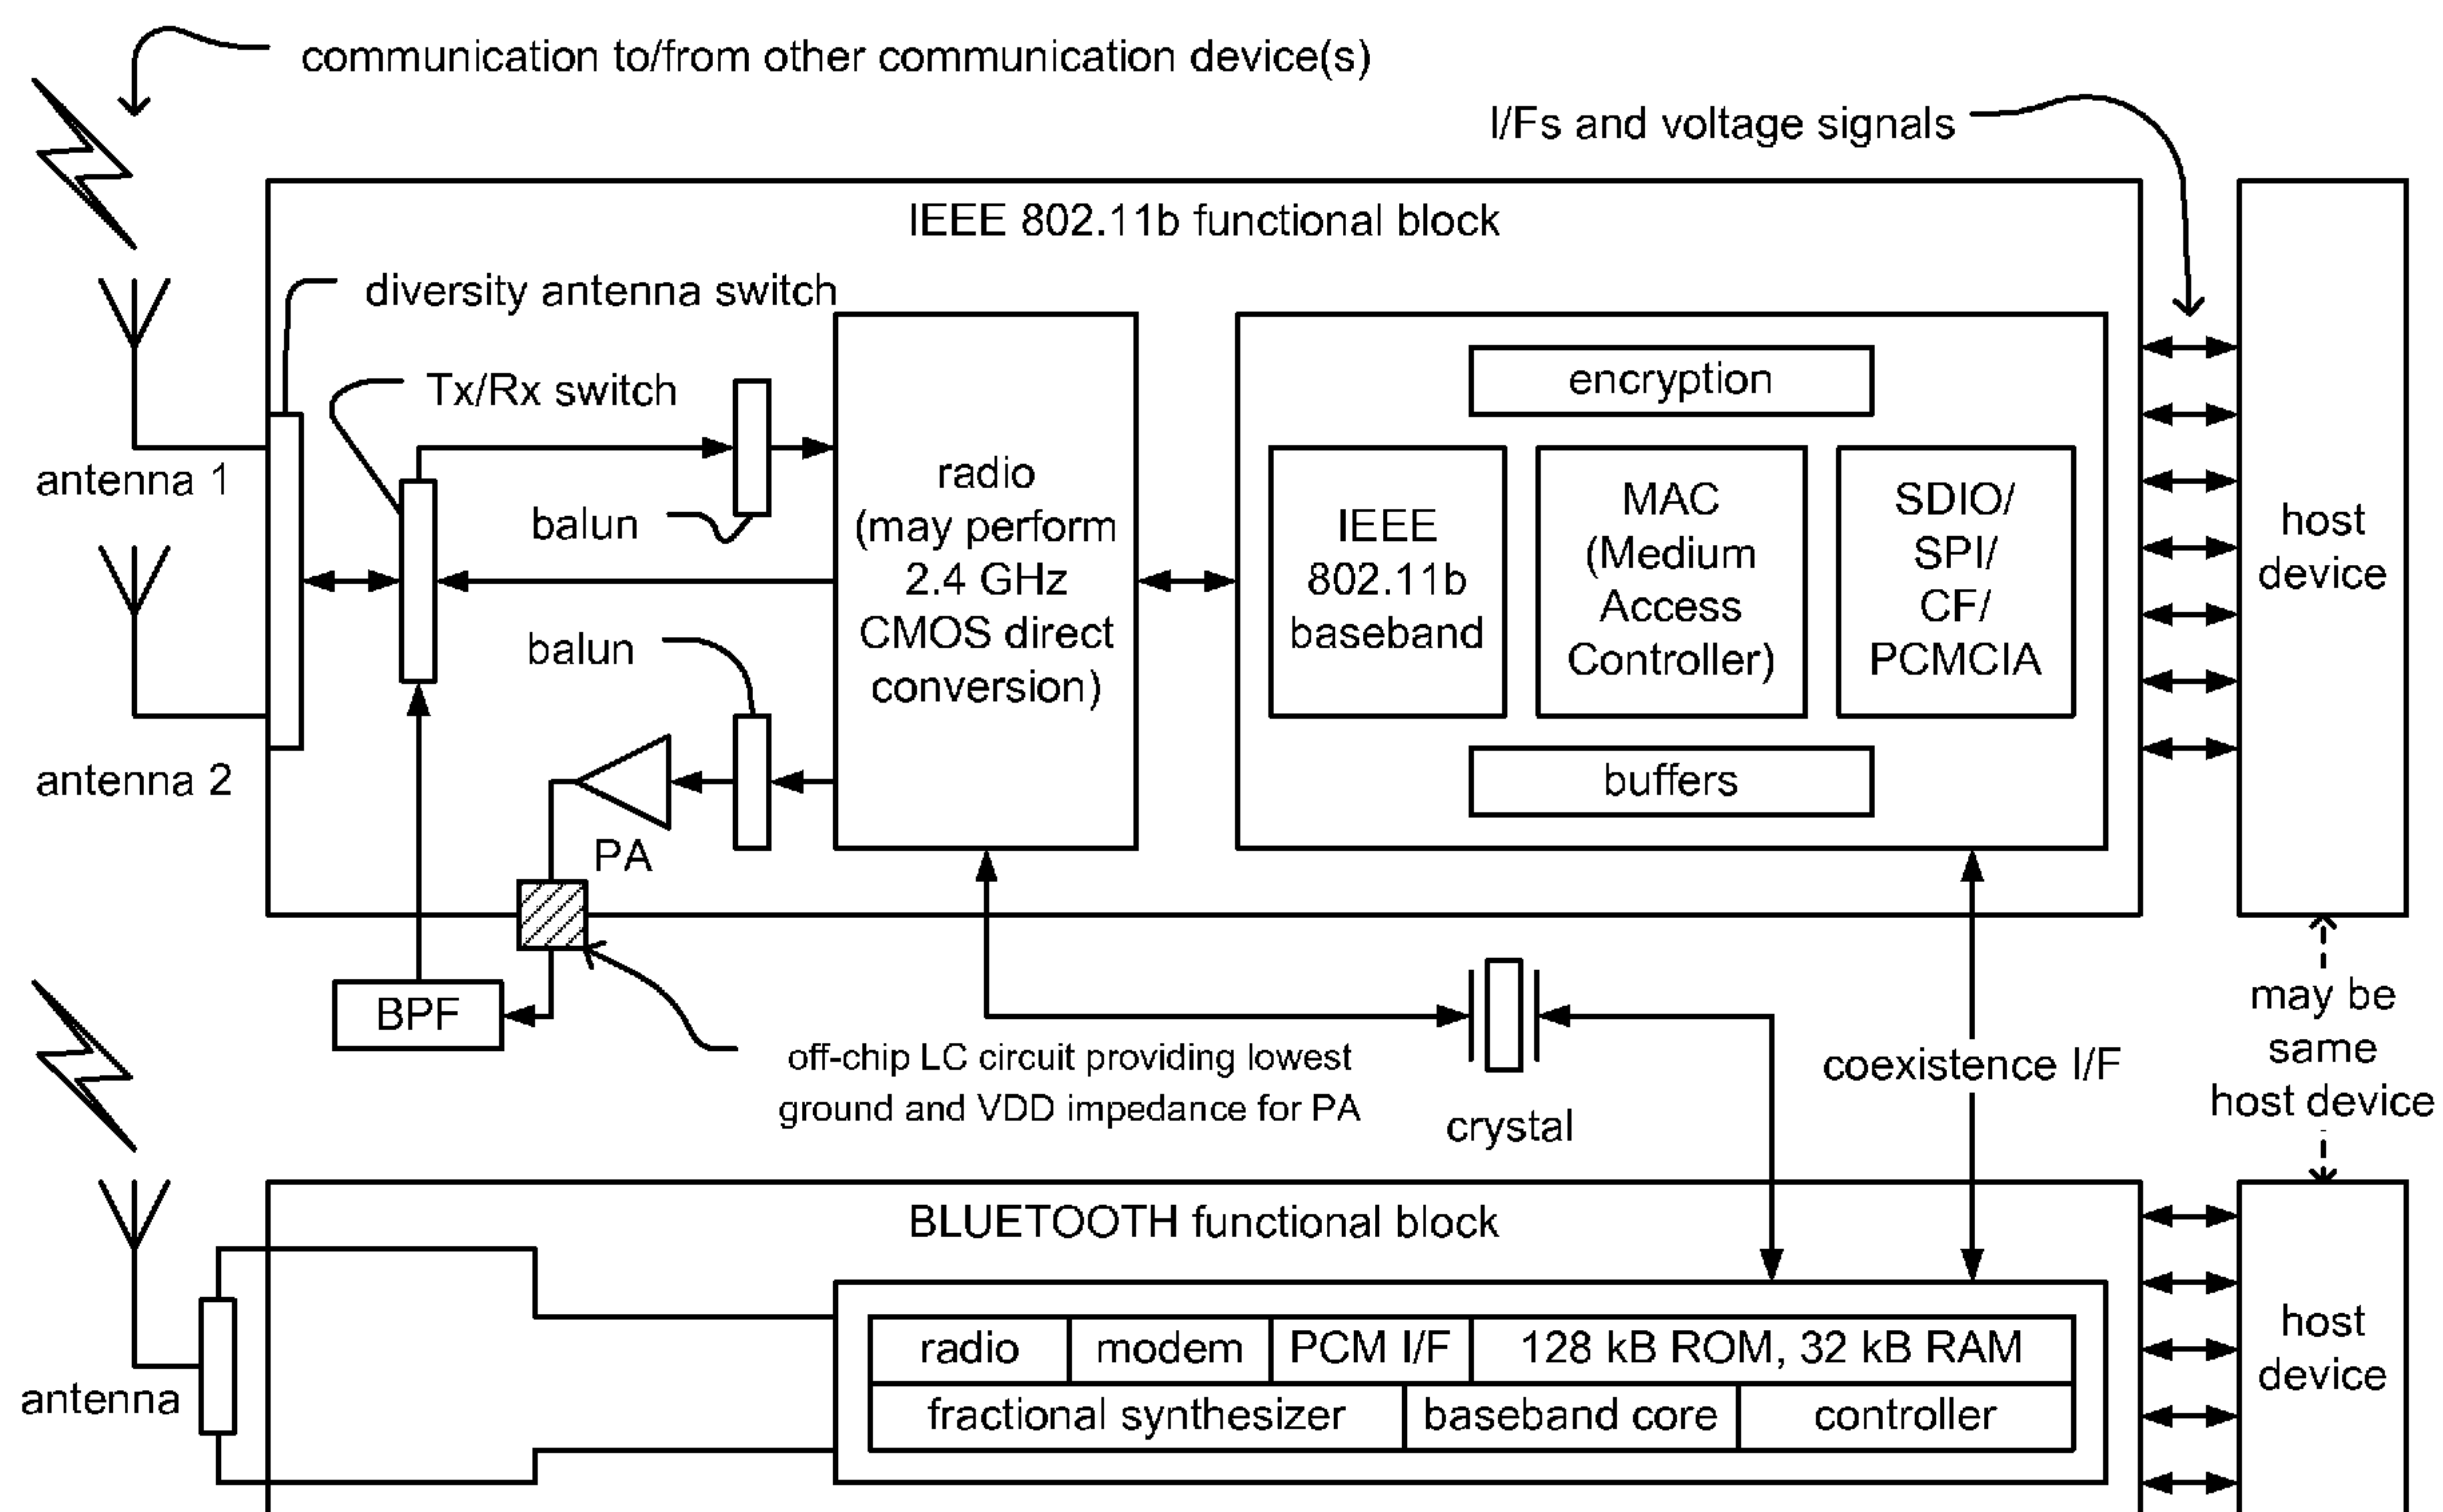 communication to/from other communication device(s)
I/Fs and voltage signals
IEEE 802.11b functional block
diversity antenna switch
Tx/Rx switch
antenna 1
balun
radio
(may perform
2.4 GHz
CMOS direct
conversion)
encryption
IEEE
802.11b
baseband
MAC
(Medium
Access
Controller)
SDIO/
SPI/
CF/
PCMCIA
host
device
balun
antenna 2
PA
buffers
BPF
off-chip LC circuit providing lowest
ground and VDD impedance for PA
crystal
coexistence I/F
may be
same
host device
BLUETOOTH functional block
antenna
radio
modem
PCM I/F
128 kB ROM, 32 kB RAM
fractional synthesizer
baseband core
controller
host
device